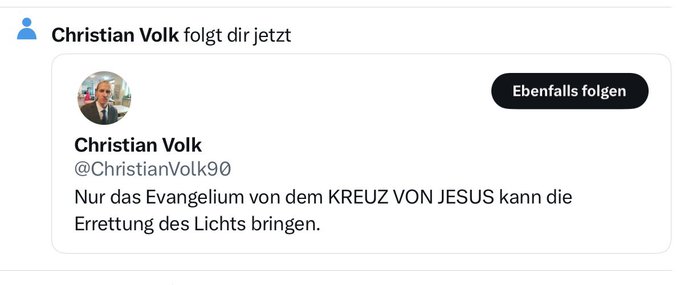 Christian Volk folgt dir jetzt
Ebenfalls folgen
Christian Volk
@ChristianVolk90
Nur das Evangelium von dem KREUZ VON JESUS kann die
Errettung des Lichts bringen.